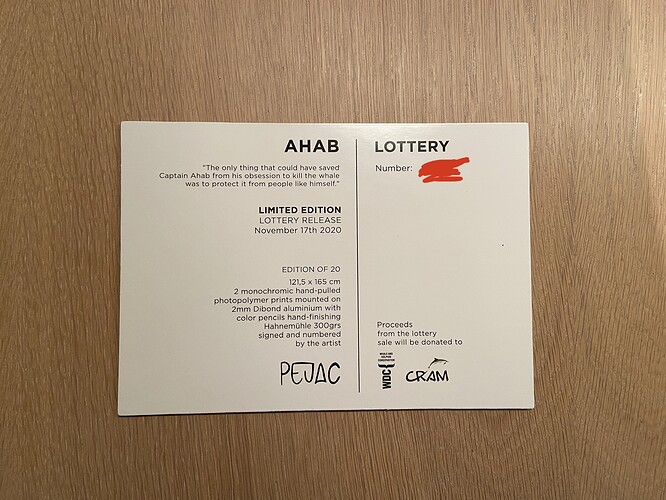 AHAB
"The only thing that could have saved
Captain Ahab from his obsession to kill the whale
was to protect it from people like himself."
LIMITED EDITION
LOTTERY RELEASE
November 17th 2020
EDITION OF 20
121,5 x 165 cm
2 monochromic hand-pulled
photopolymer prints mounted on
2mm Dibond aluminium with
color pencils hand-finishing
Hahnemühle 300grs
signed and numbered
by the artist
PEJAC
LOTTERY
Number:
Proceeds
from the lottery
sale will be donated to
WDC
WHALE AND
DOLPHIN
CONSERVATION
CRAM